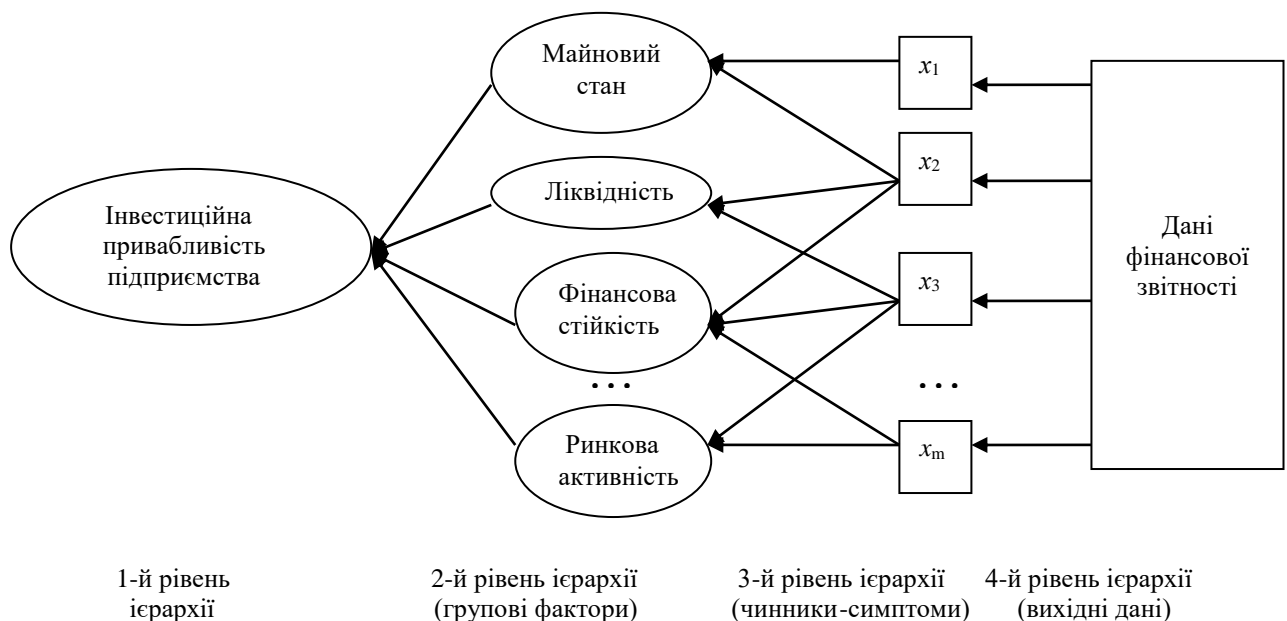 Майновий
стан
Ліквідність
Інвестиційна
привабливість
підприємства
Фінансова
стійкість
...
Ринкова
активність
x1
x2
x3
...
xm
Дані
фінансової
звітності
1-й рівень
ієрархії
2-й рівень ієрархії
(групові фактори)
3-й рівень ієрархії
(чинники-симптоми)
4-й рівень ієрархії
(вихідні дані)